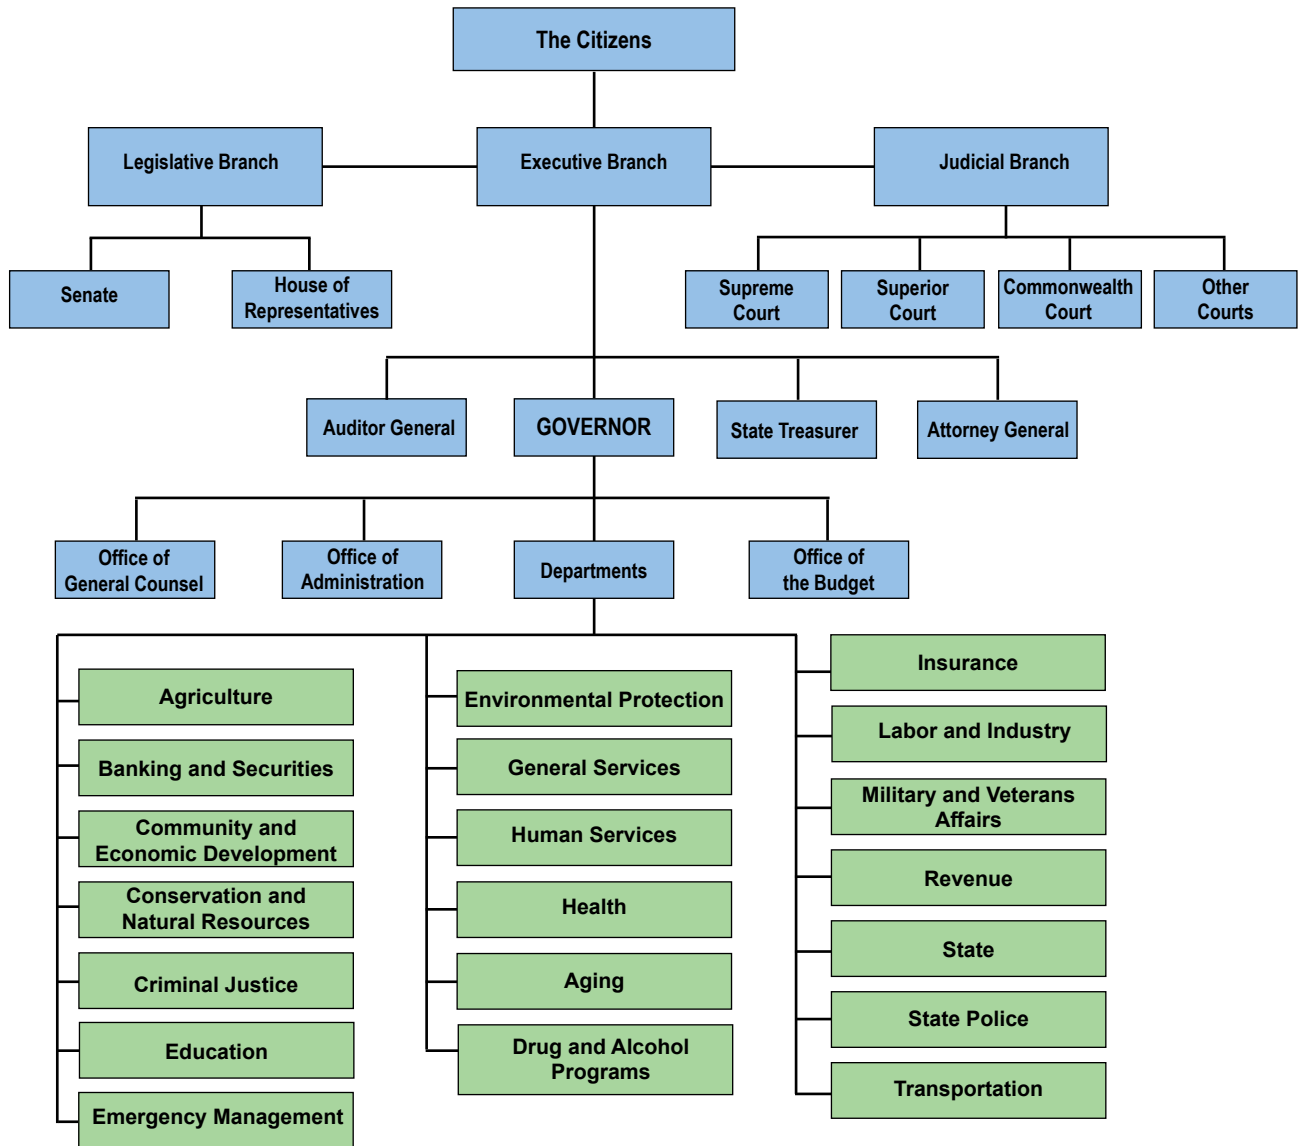 The Citizens
Legislative Branch
Executive Branch
Judicial Branch
Senate
House of
Representatives
Supreme
Court
Superior
Court
Commonwealth
Court
Other
Courts
Auditor General
GOVERNOR
State Treasurer
Attorney General
Office of
General Counsel
Office of
Administration
Departments
Office of
the Budget
Agriculture
Banking and Securities
Community and
Economic Development
Conservation and
Natural Resources
Criminal Justice
Education
Emergency Management
Environmental Protection
General Services
Human Services
Health
Aging
Drug and Alcohol
Programs
Insurance
Labor and Industry
Military and Veterans
Affairs
Revenue
State
State Police
Transportation